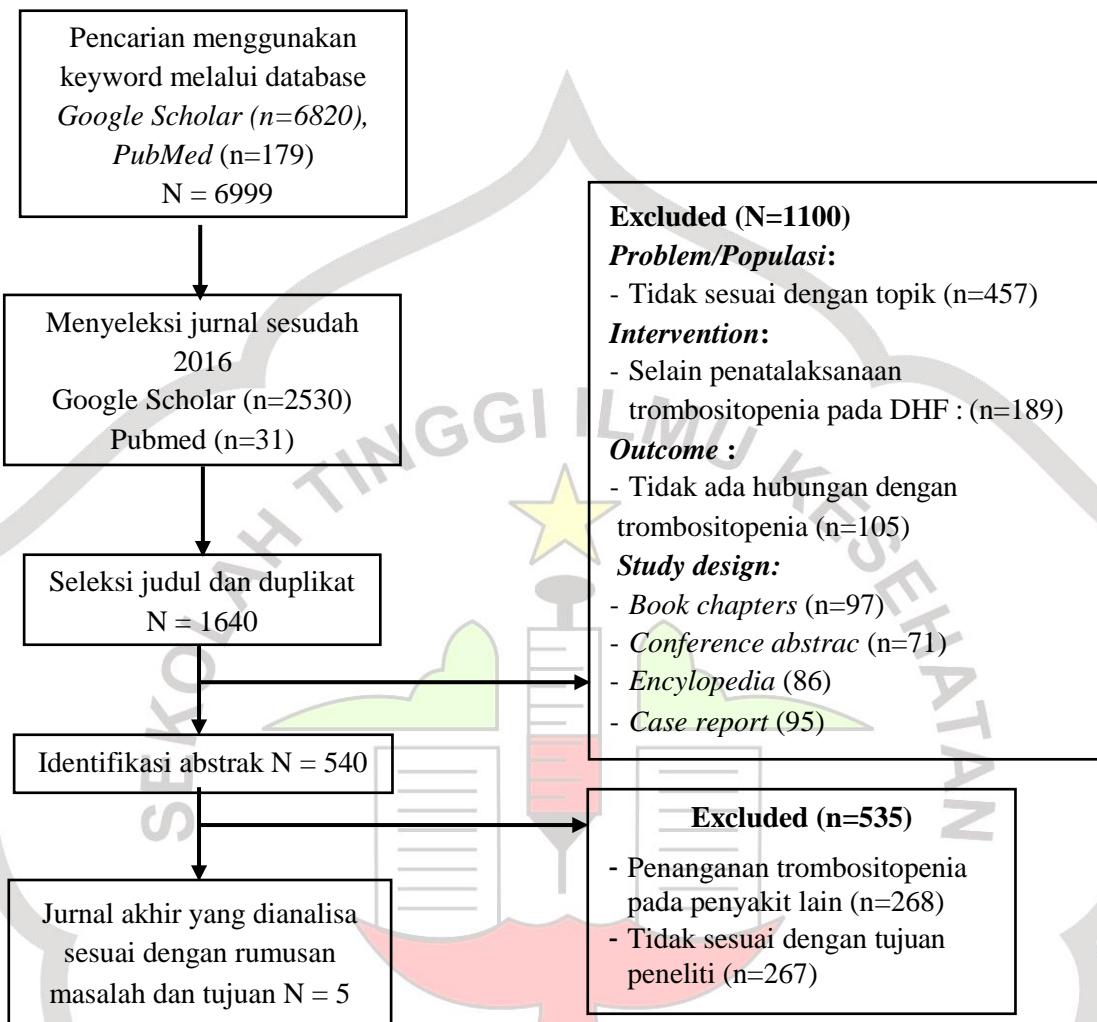 Pencarian menggunakan
keyword melalui database
Google Scholar (n=6820),
PubMed (n=179)
N = 6999
Menyeleksi jurnal sesudah
2016
Google Scholar (n=2530)
Pubmed (n=31)
Seleksi judul dan duplikat
N = 1640
Excluded (N=1100)
Problem/Populasi:
- Tidak sesuai dengan topik (n=457)
Intervention:
- Selain penatalaksanaan
trombositopenia pada DHF : (n=189)
Outcome :
- Tidak ada hubungan dengan
trombositopenia (n=105)
Study design:
- Book chapters (n=97)
- Conference abstrac (n=71)
- Encylopedia (86)
- Case report (95)
Identifikasi abstrak N = 540
Excluded (n=535)
- Penanganan trombositopenia
pada penyakit lain (n=268)
- Tidak sesuai dengan tujuan
peneliti (n=267)
Jurnal akhir yang dianalisa
sesuai dengan rumusan
masalah dan tujuan N = 5
SEKOLAH TINGGI ILMU KESEHATAN